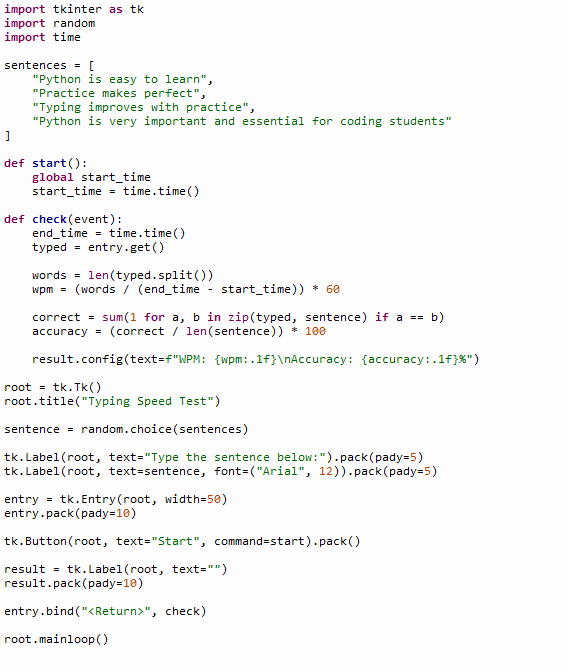 import tkinter as tk
import random
import time

sentences = [
    "Python is easy to learn",
    "Practice makes perfect",
    "Typing improves with practice",
    "Python is very important and essential for coding students"
]

def start():
    global start_time
    start_time = time.time()

def check(event):
    end_time = time.time()
    typed = entry.get()

    words = len(typed.split())
    wpm = (words / (end_time - start_time)) * 60

    correct = sum(1 for a, b in zip(typed, sentence) if a == b)
    accuracy = (correct / len(sentence)) * 100

    result.config(text=f"WPM: {wpm:.1f}\nAccuracy: {accuracy:.1f}%")

root = tk.Tk()
root.title("Typing Speed Test")

sentence = random.choice(sentences)

tk.Label(root, text="Type the sentence below:").pack(pady=5)
tk.Label(root, text=sentence, font=("Arial", 12)).pack(pady=5)

entry = tk.Entry(root, width=50)
entry.pack(pady=10)

tk.Button(root, text="Start", command=start).pack()

result = tk.Label(root, text="")
result.pack(pady=10)

entry.bind("<Return>", check)

root.mainloop()